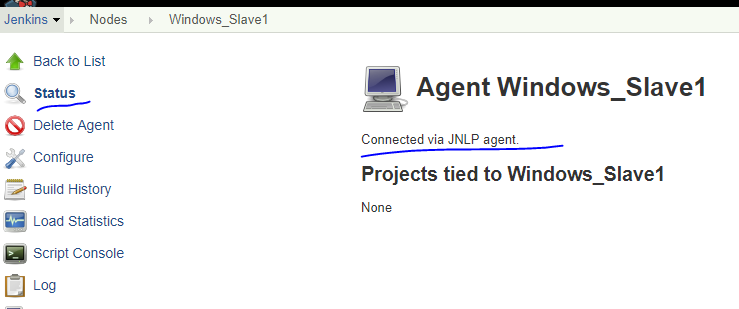 Jenkins Nodes Windows_Slave1
Back to List
Status
Delete Agent
Configure
Build History
Load Statistics
Script Console
Log
Agent Windows_Slave1
Connected via JNLP agent.
Projects tied to Windows_Slave1
None